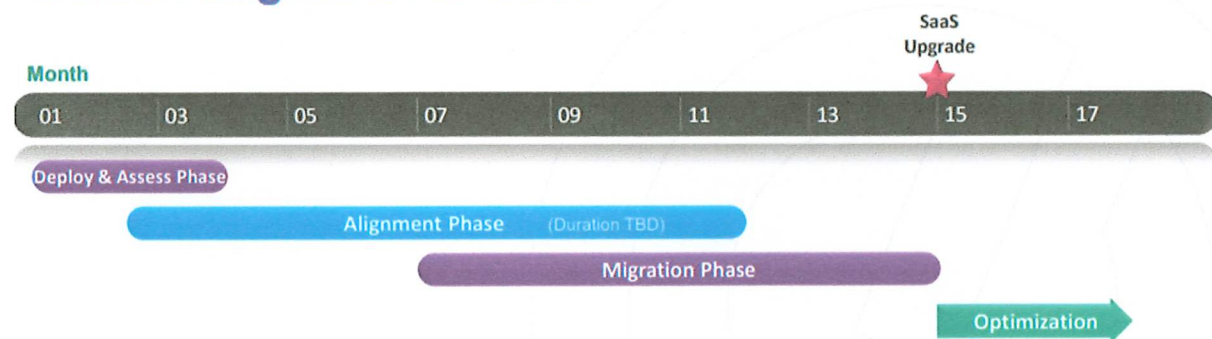 SaaS
Upgrade
Month
01 03 05 07 09 11 13 15 17
Deploy & Assess Phase
Alignment Phase (Duration TBD)
Migration Phase
Optimization